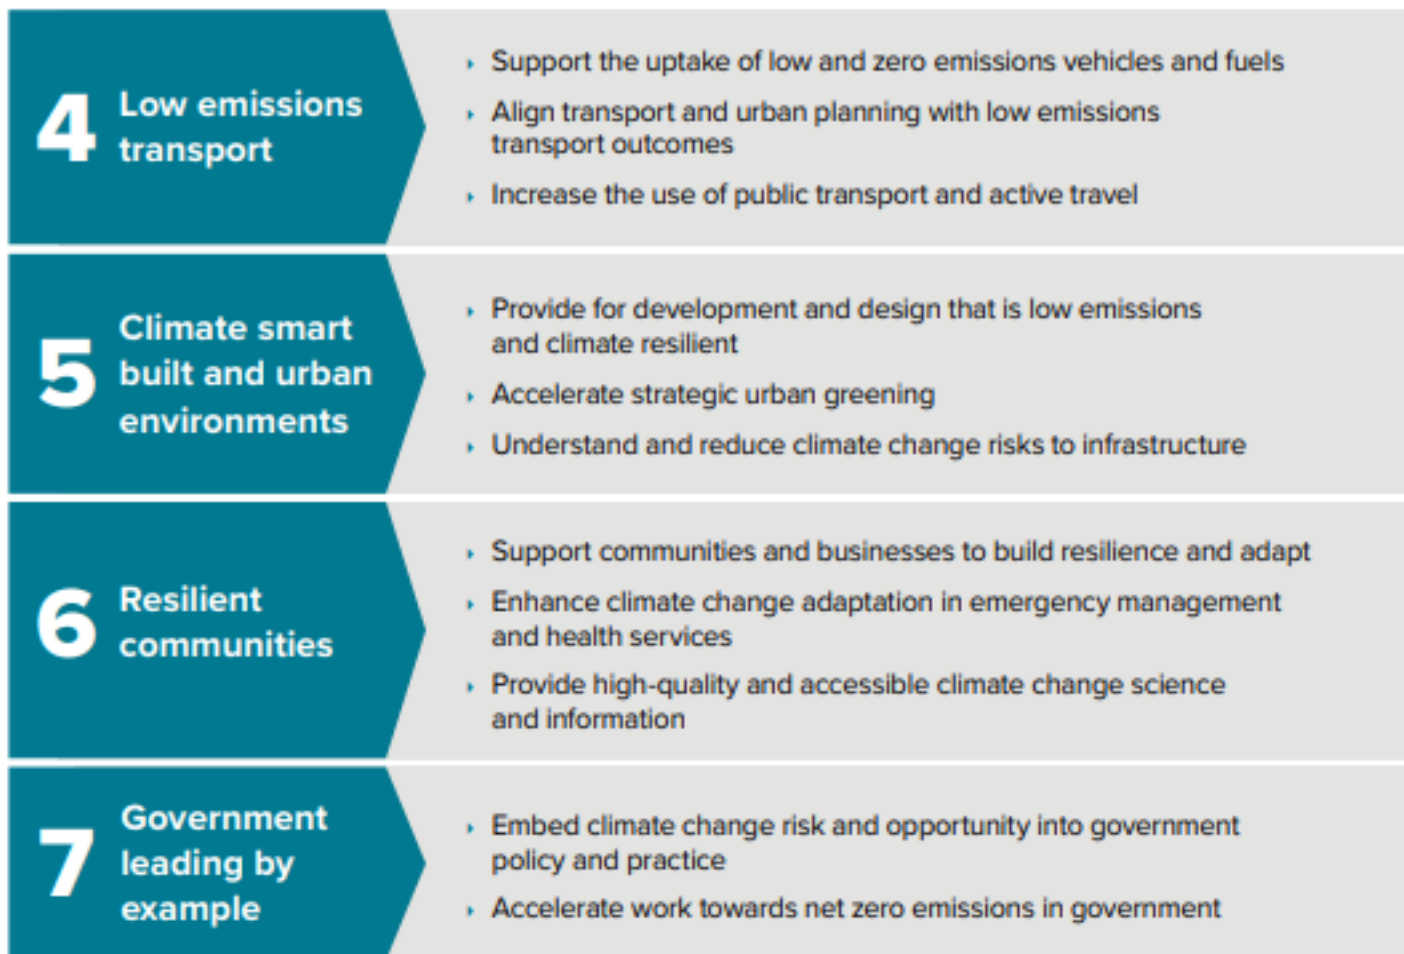 4
Low emissions
transport
‣ Support the uptake of low and zero emissions vehicles and fuels
‣ Align transport and urban planning with low emissions
transport outcomes
‣ Increase the use of public transport and active travel
5
Climate smart
built and urban
environments
‣ Provide for development and design that is low emissions
and climate resilient
‣ Accelerate strategic urban greening
‣ Understand and reduce climate change risks to infrastructure
6
Resilient
communities
‣ Support communities and businesses to build resilience and adapt
‣ Enhance climate change adaptation in emergency management
and health services
‣ Provide high-quality and accessible climate change science
and information
7
Government
leading by
example
‣ Embed climate change risk and opportunity into government
policy and practice
‣ Accelerate work towards net zero emissions in government